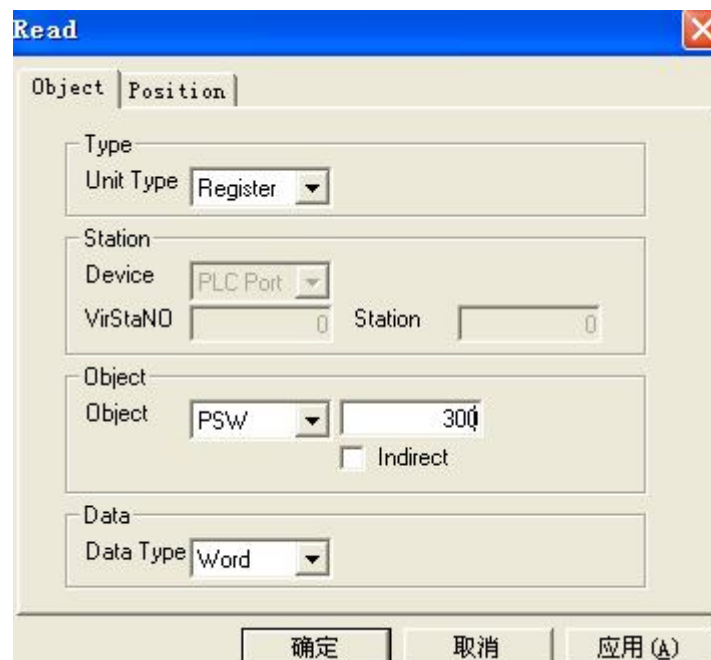 Read
Object Position
Type
Unit Type Register
Station
Device PLC Port
VirStaNO 0 Station 0
Object
Object PSW 300
Indirect
Data
Data Type Word
确定 取消 应用(A)